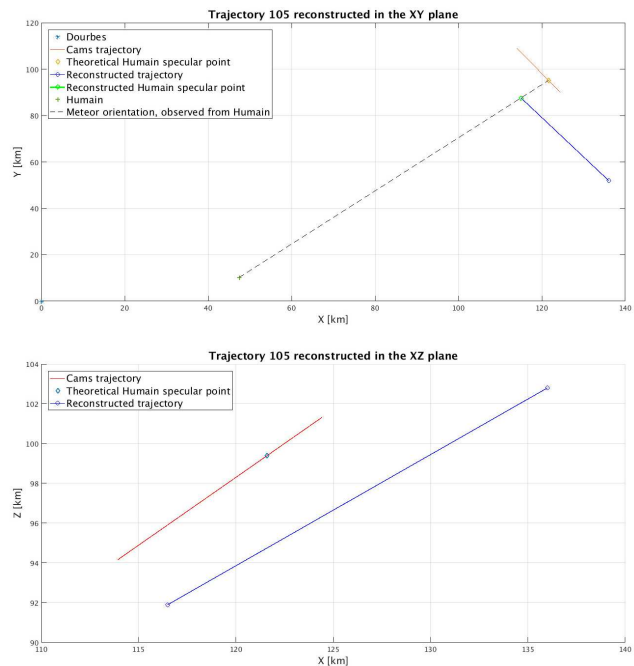 Trajectory 105 reconstructed in the XY plane
120
100
80
60
40
20
0
Y [km]
Dourbes
Cams trajectory
Theoretical Humain specular point
Reconstructed trajectory
Reconstructed Humain specular point
Humain
Meteor orientation, observed from Humain
0 20 40 60 80 100 120 140
X [km]
Trajectory 105 reconstructed in the XZ plane
104
102
100
98
96
94
92
90
Z [km]
Cams trajectory
Theoretical Humain specular point
Reconstructed trajectory
110 115 120 125 130 135 140
X [km]